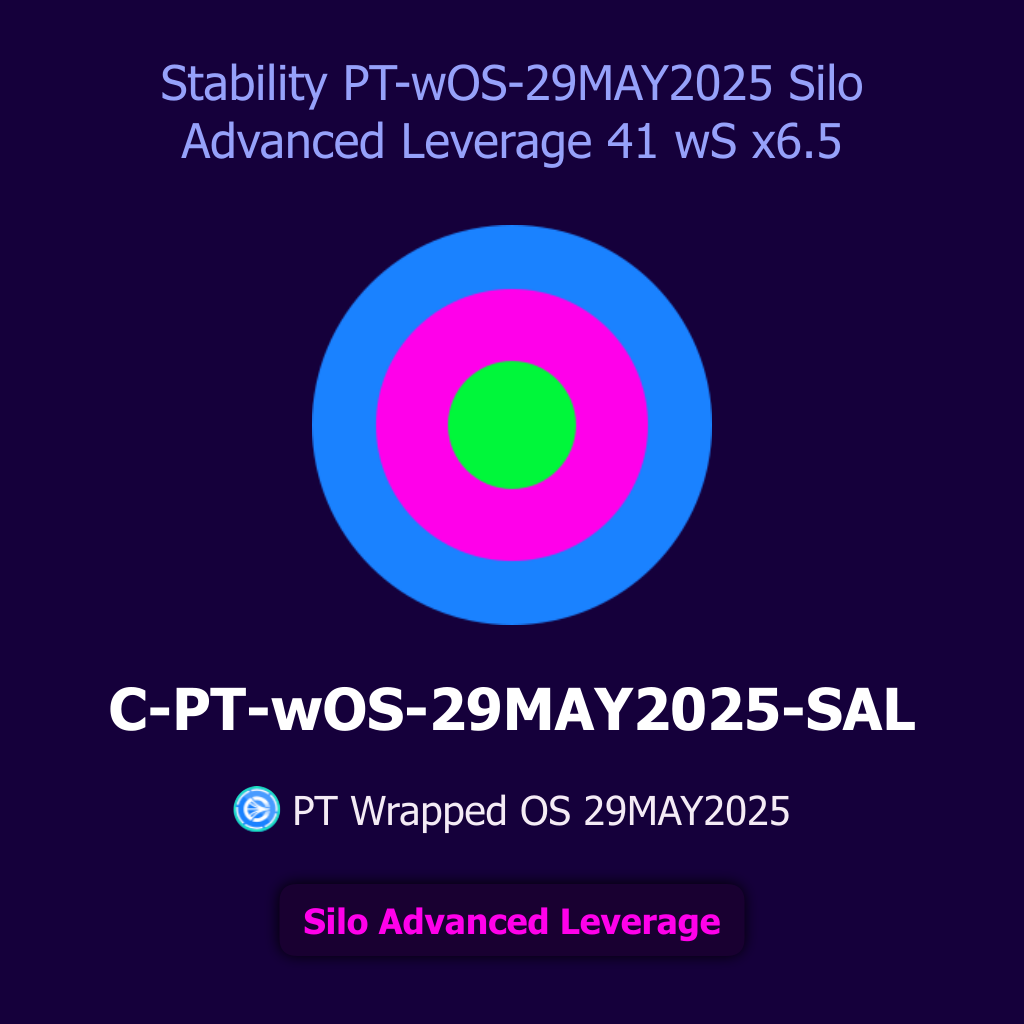 Stability PT-wOS-29MAY2025 Silo
Advanced Leverage 41 wS x6.5
C-PT-wOS-29MAY2025-SAL
PT Wrapped OS 29MAY2025
Silo Advanced Leverage